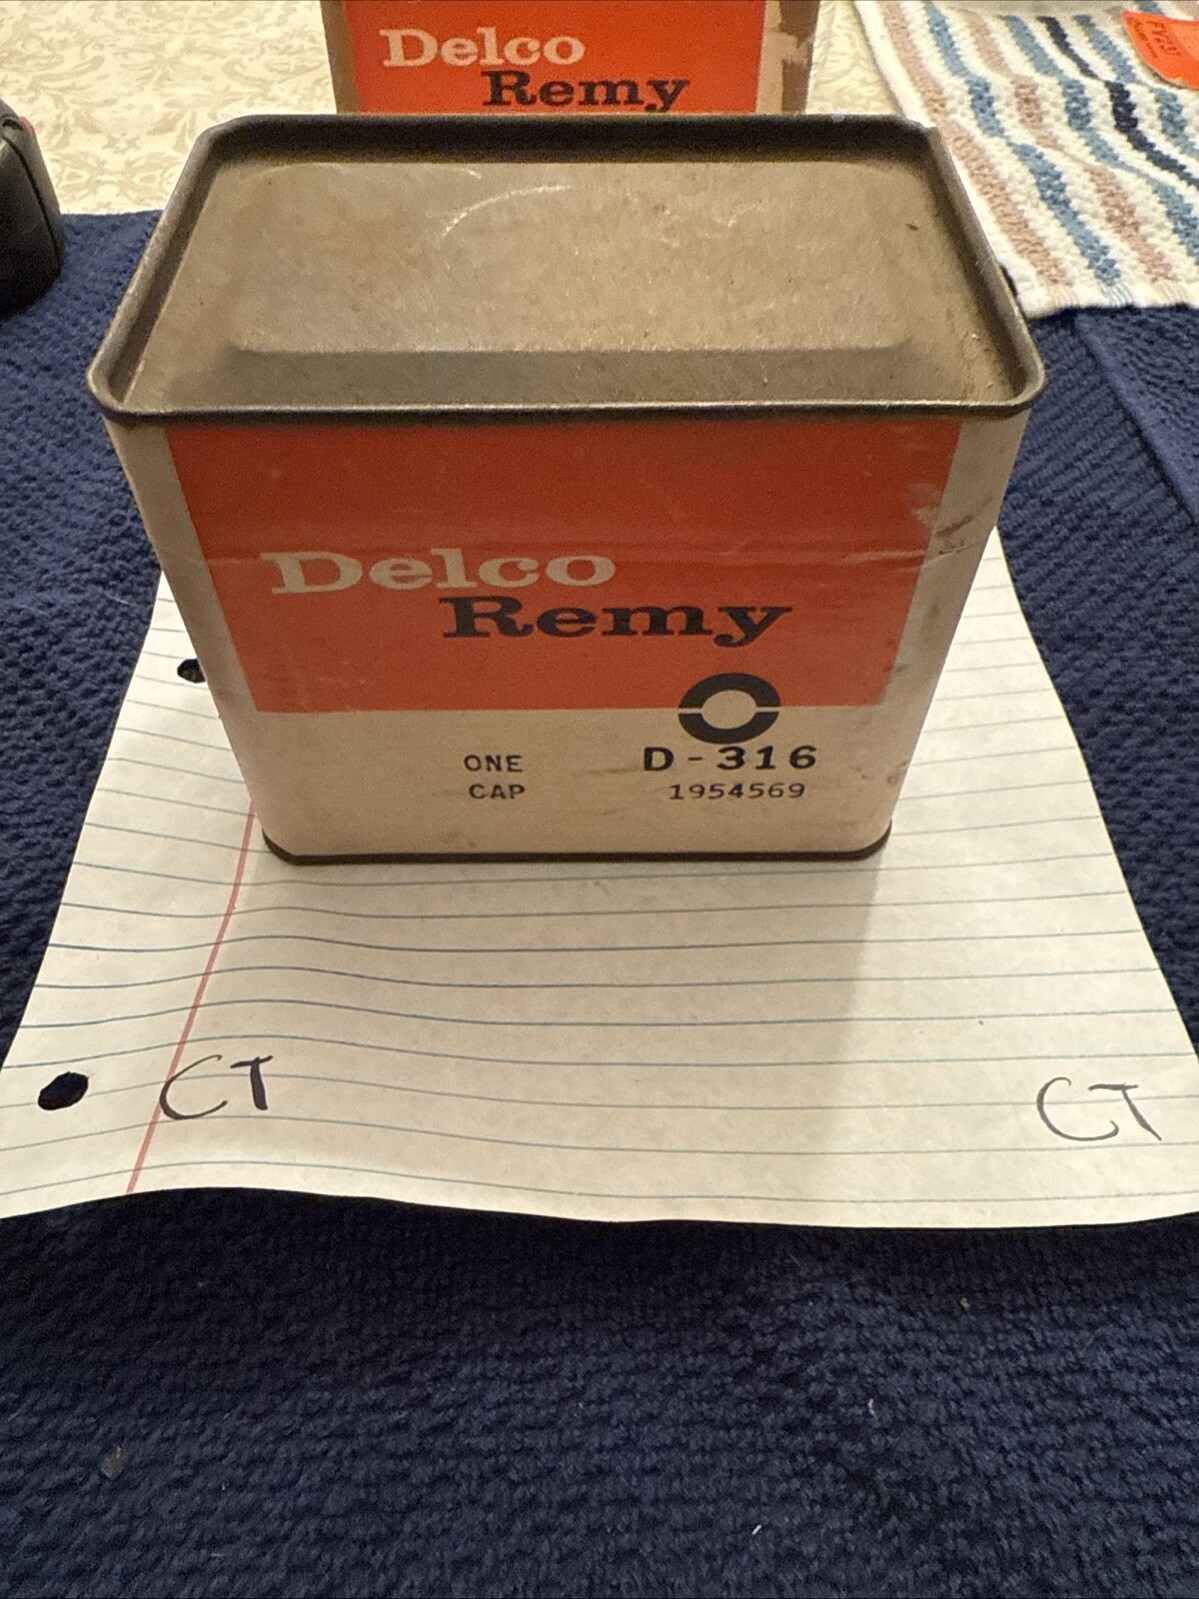 Delco
Remy
Delco
Remy
ONE
CAP
D-316
1954569
CT
CT